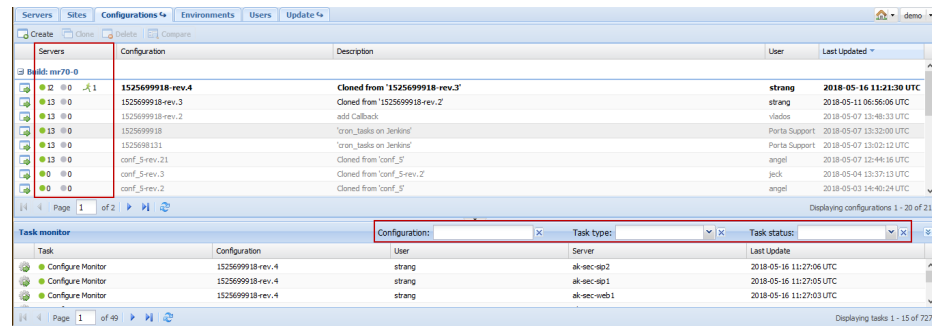 Servers Sites Configurations Environments Users Update demo
Create Clone Delete Compare
Servers Configuration Description User Last Updated
Build: mr70-0
12 0 1 1525699918-rev.4 Cloned from '1525699918-rev.3' strang 2018-05-16 11:21:30 UTC
13 0 1525699918-rev.3 Cloned from '1525699918-rev.2' strang 2018-05-11 06:56:06 UTC
13 0 1525699918-rev.2 add Callback vlados 2018-05-07 13:48:33 UTC
13 0 1525699918 'cron_tasks on Jenkins' Porta Support 2018-05-07 13:32:00 UTC
13 0 1525698131 'cron_tasks on Jenkins' Porta Support 2018-05-07 13:02:12 UTC
0 0 conf_5-rev.21 Cloned from 'conf_5' angel 2018-05-07 12:44:16 UTC
0 0 conf_5-rev.3 Cloned from 'conf_5-rev.2' jeck 2018-05-04 13:37:13 UTC
0 0 conf_5-rev.2 Cloned from 'conf_5' angel 2018-05-03 14:40:24 UTC
Page 1 of 2 Displaying configurations 1 - 20 of 21
Task monitor Configuration: Task type: Task status:
Task Configuration User Server Last Update
Configure Monitor 1525699918-rev.4 strang ak-sec-sip2 2018-05-16 11:27:06 UTC
Configure Monitor 1525699918-rev.4 strang ak-sec-sip1 2018-05-16 11:27:05 UTC
Configure Monitor 1525699918-rev.4 strang ak-sec-web1 2018-05-16 11:27:03 UTC
Page 1 of 49 Displaying tasks 1 - 15 of 727